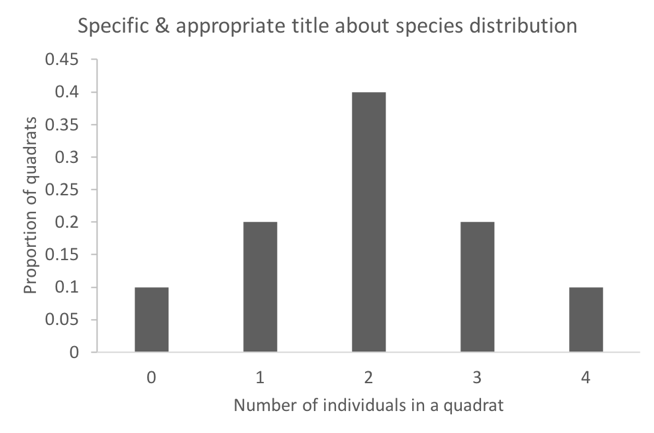 Specific & appropriate title about species distribution
Proportion of quadrats
0.45
0.4
0.35
0.3
0.25
0.2
0.15
0.1
0.05
0
0 1 2 3 4
Number of individuals in a quadrat